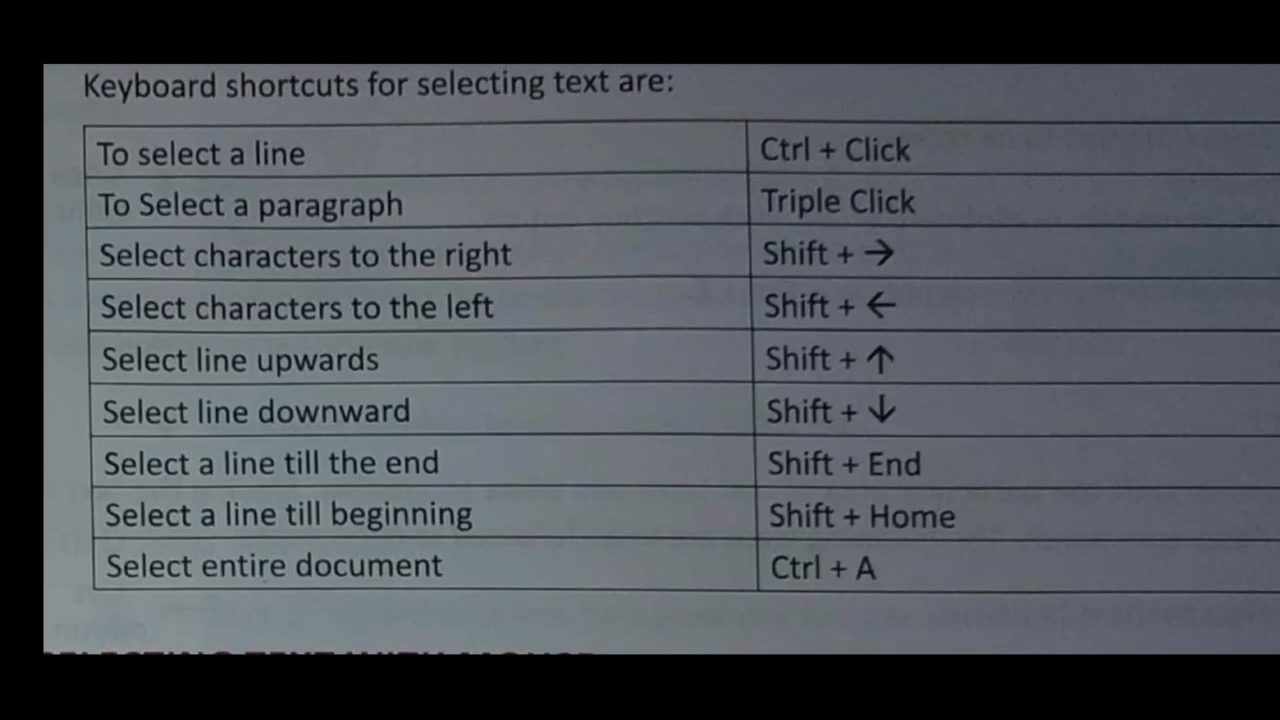 Keyboard shortcuts for selecting text are:
To select a line Ctrl + Click
To Select a paragraph Triple Click
Select characters to the right Shift + →
Select characters to the left Shift + ←
Select line upwards Shift + ↑
Select line downward Shift + ↓
Select a line till the end Shift + End
Select a line till beginning Shift + Home
Select entire document Ctrl + A